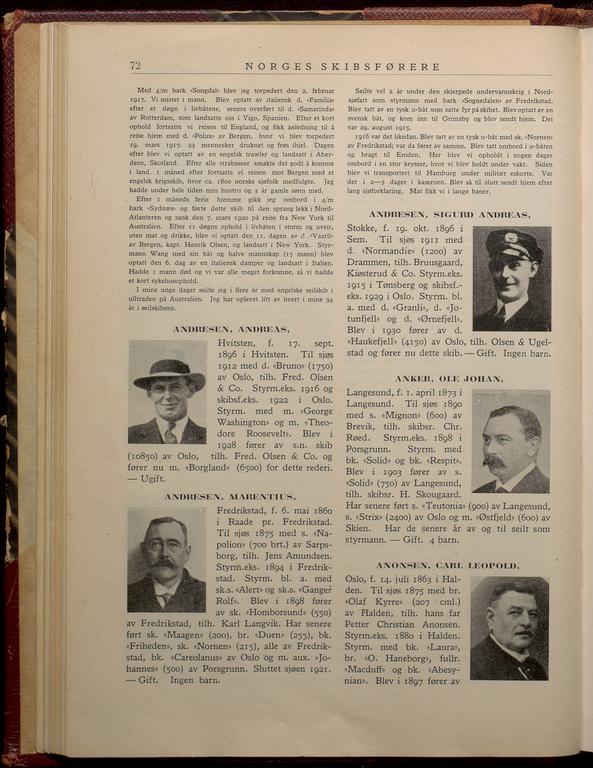 72
NORGES SKIBSFØRERE
Med 4/m bark «Songdal» blev jeg torpedert den 2. februar
1917. Vi mistet 1 mann. Blev optatt av italiensk d. «Familia»
efter et døgn i livbåtene, senere overført til d. «Samarinda»
av Rotterdam, som landsatte oss i Vigo, Spanien. Efter et kort
ophold fortsatte vi reisen til England, og fikk anledning til å
reise hjem med d. «Polux» av Bergen, hvor vi blev torpedert
19. mars 1917. 23 mennesker druknet og frøs ihjel. Dagen
efter blev vi optatt av en engelsk trawler og landsatt i Aber-
deen, Skotland. Efter alle strabasser smakte det godt å komme
i land. 1 måned efter fortsatte vi reisen mot Bergen med et
engelsk krigsskib, hvor ca. 1800 norske sjøfolk medfulgte. Jeg
hadde under hele tiden min hustru og 3 år gamle sønn med.
Efter 1 måneds ferie hjemme gikk jeg ombord i 4/m
bark «Sydnæs» og førte dette skib til den sprang lekk i Nord-
Atlanteren og sank den 7. mars 1920 på reise fra New York til
Australien. Efter 11 døgns ophold i livbåten i storm og uveir,
uten mat og drikke, blev vi optatt den 11. dagen av d. «Vaarli»
av Bergen, kapt. Henrik Olsen, og landsatt i New York. Styr-
mann Wang med sin båt og halve mannskap (15 mann) blev
optatt den 6. dag av en italiensk damper og landsatt i Italien.
Hadde 1 mann død og vi var alle meget forkomne, så vi hadde
et kort sykehusophold.
I mine unge dager seilte jeg i flere år med engelske seilskib i
ulltraden på Australien. Jeg har oplevet litt av hvert i mine 34
år i seilskibene.
ANDRESEN, ANDREAS,
Hvitsten, f. 17. sept.
1896 i Hvitsten. Til sjøs
1912 med d. «Bruno» (1750)
av Oslo, tilh. Fred. Olsen
& Co. Styrm.eks. 1916 og
skibsf.eks. 1922 i Oslo.
Styrm. med m. «George
Washington» og m. «Theo-
dore Roosevelt». Blev i
1928 fører av s.n. skib
(10850) av Oslo, tilh. Fred. Olsen & Co. og
fører nu m. «Borgland» (6500) for dette rederi.
— Ugift.
ANDRESEN, MARENTIUS,
Fredrikstad, f. 6. mai 1860
i Raade pr. Fredrikstad.
Til sjøs 1875 med s. «Na-
polion» (700 brt.) av Sarps-
borg, tilh. Jens Amundsen.
Styrm.eks. 1894 i Fredrik-
stad. Styrm. bl. a. med
sk.s. «Alert» og sk.s. «Ganger
Rolf». Blev i 1898 fører
av sk. «Homborsund» (550)
av Fredrikstad, tilh. Karl Langvik. Har senere
ført sk. «Maagen» (200), br. «Duen» (255), bk.
«Friheden», sk. «Nornen» (215), alle av Fredrik-
stad, bk. «Careolanus» av Oslo og m. aux. «Jo-
hannes» (500) av Porsgrunn. Sluttet sjøen 1921.
— Gift. Ingen barn.
Seilte vel 2 år under den skjerpede undervannskrig i Nord-
sjøfart som styrmann med bark «Sognedalen» av Fredrikstad.
Blev tatt av en tysk u-båt som satte fyr på skibet. Blev optatt av en
svensk båt, og kom inn til Grimsby og blev sendt hjem. Det
var 29. august 1915.
1916 var det likedan. Blev tatt av en tysk u-båt med sk. «Nornen»
av Fredrikstad; var da fører av samme. Blev tatt ombord i u-båten
og bragt til Emden. Her blev vi opholdt i nogen dager
ombord i en stor krysser, hvor vi blev holdt under vakt. Siden
blev vi transportert til Hamburg under militær eskorte. Var
der i 2—3 dager i kasernen. Blev så til slutt sendt hjem efter
lang sjøforklaring. Mat fikk vi i lange baner.
ANDRESEN, SIGURD ANDREAS,
Stokke, f. 19. okt. 1896 i
Sem. Til sjøs 1911 med
d. «Normandie» (1200) av
Drammen, tilh. Bruusgaard,
Kiøsterud & Co. Styrm.eks.
1915 i Tønsberg og skibsf.-
eks. 1929 i Oslo. Styrm. bl.
a. med d. «Granli», d. «Jo-
tunfjell» og d. «Ørnefjell».
Blev i 1930 fører av d.
«Haukefjell» (4150) av Oslo, tilh. Olsen & Ugel-
stad og fører nu dette skib. — Gift. Ingen barn.
ANKER, OLE JOHAN,
Langesund, f. 1. april 1873 i
Langesund. Til sjøs 1890
med s. «Mignon» (600) av
Brevik, tilh. skibsr. Chr.
Røed. Styrm.eks. 1898 i
Porsgrunn. Styrm. med
bk. «Solid» og bk. «Respit».
Blev i 1903 fører av s.
«Solid» (750) av Langesund,
tilh. skibsr. H. Skougaard.
Har senere ført s. «Teutonia» (900) av Langesund,
s. «Strix» (2400) av Oslo og m. «Østfjeld» (600) av
Skien. Har de senere år av og til seilt som
styrmann. — Gift. 4 barn.
ANONSEN, CARL LEOPOLD,
Oslo, f. 14. juli 1863 i Hal-
den. Til sjøs 1875 med br.
«Olaf Kyrre» (207 cml.)
av Halden, tilh. hans far
Petter Christian Anonsen.
Styrm.eks. 1880 i Halden.
Styrm. med bk. «Laura»,
br. «O. Haneborg», fullr.
«Macduff» og bk. «Abesy-
nian». Blev i 1897 fører av